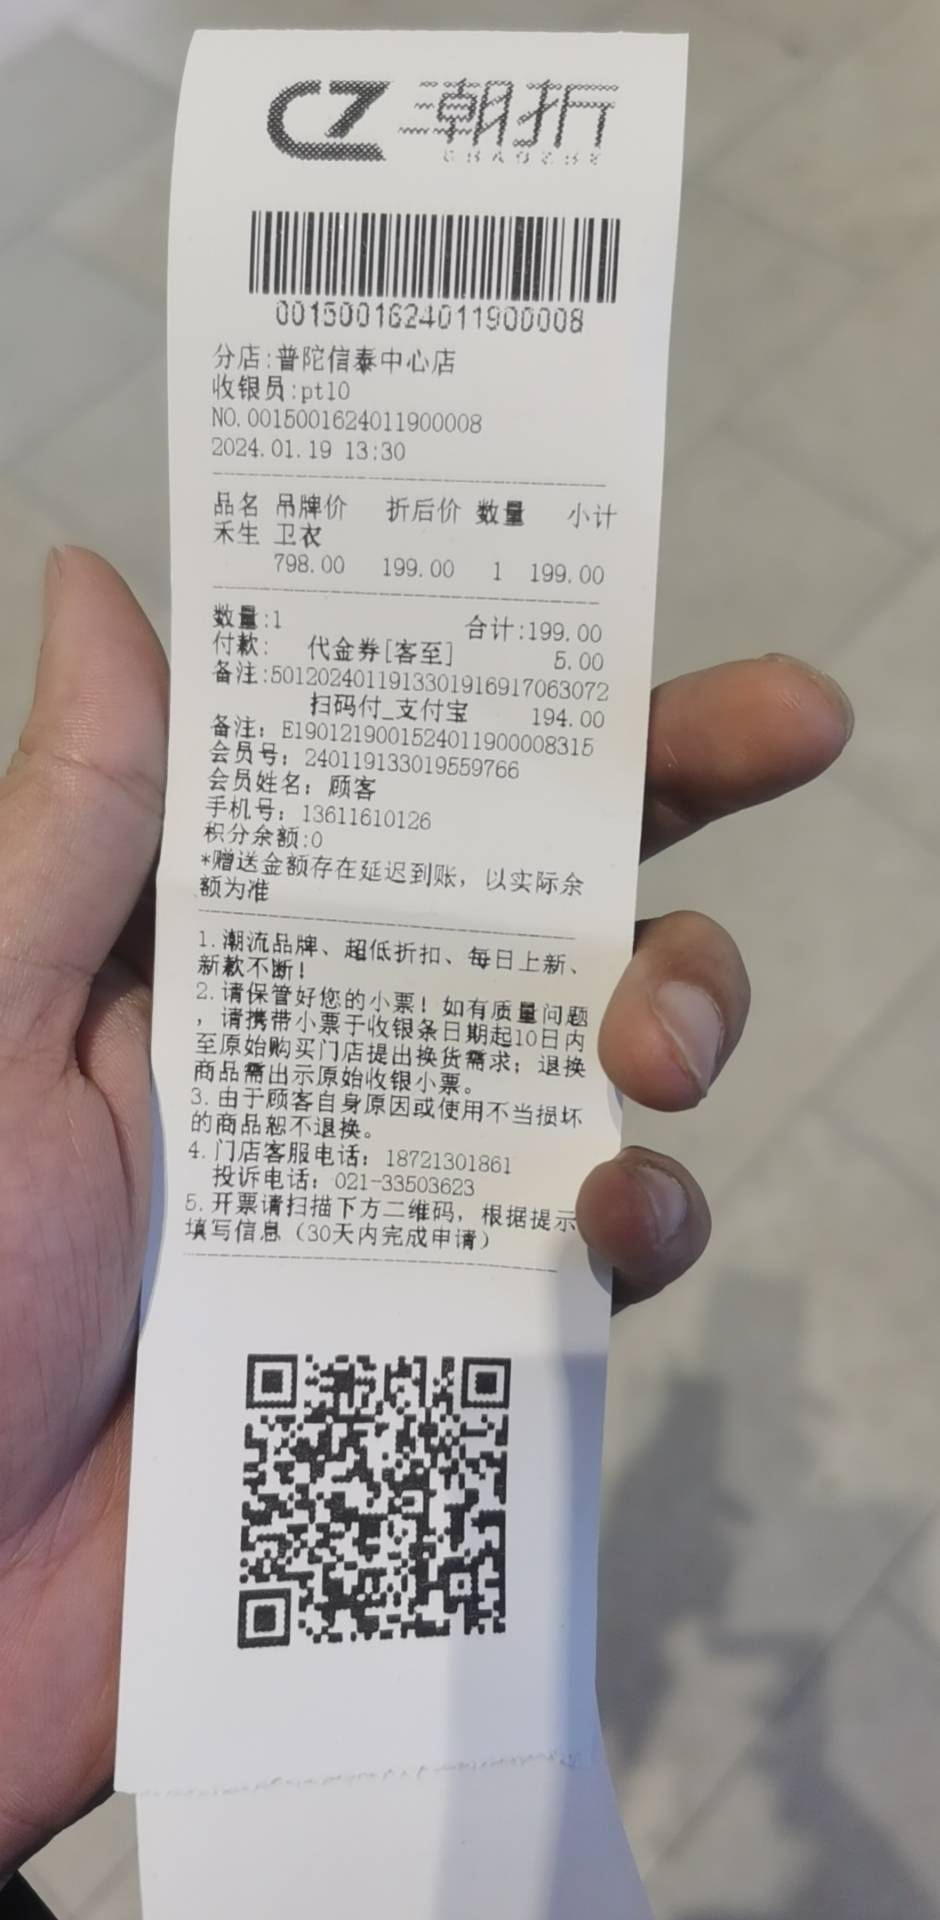 CZ 潮折
CHAOZHE
0015001624011900008
分店:普陀信泰中心店
收银员:pt10
NO.0015001624011900008
2024.01.19 13:30
品名 吊牌价 折后价 数量 小计
禾生 卫衣
798.00 199.00 1 199.00
数量:1 合计:199.00
付款: 代金券[客至] 5.00
备注:5012024011913301916917063072
扫码付_支付宝 194.00
备注: E19012190015240119000083​15
会员号: 240119133019559766
会员姓名: 顾客
手机号: 13611610126
积分余额:0
*赠送金额存在延迟到账, 以实际余
额为准
1.潮流品牌、超低折扣、每日上新、
新款不断!
2.请保管好您的小票! 如有质量问题
, 请携带小票于收银条日期起10日内
至原始购买门店提出换货需求; 退换
商品需出示原始收银小票。
3.由于顾客自身原因或使用不当损坏
的商品恕不退换。
4.门店客服电话: 18721301861
投诉电话: 021-33503623
5.开票请扫描下方二维码, 根据提示
填写信息 (30天内完成申请)